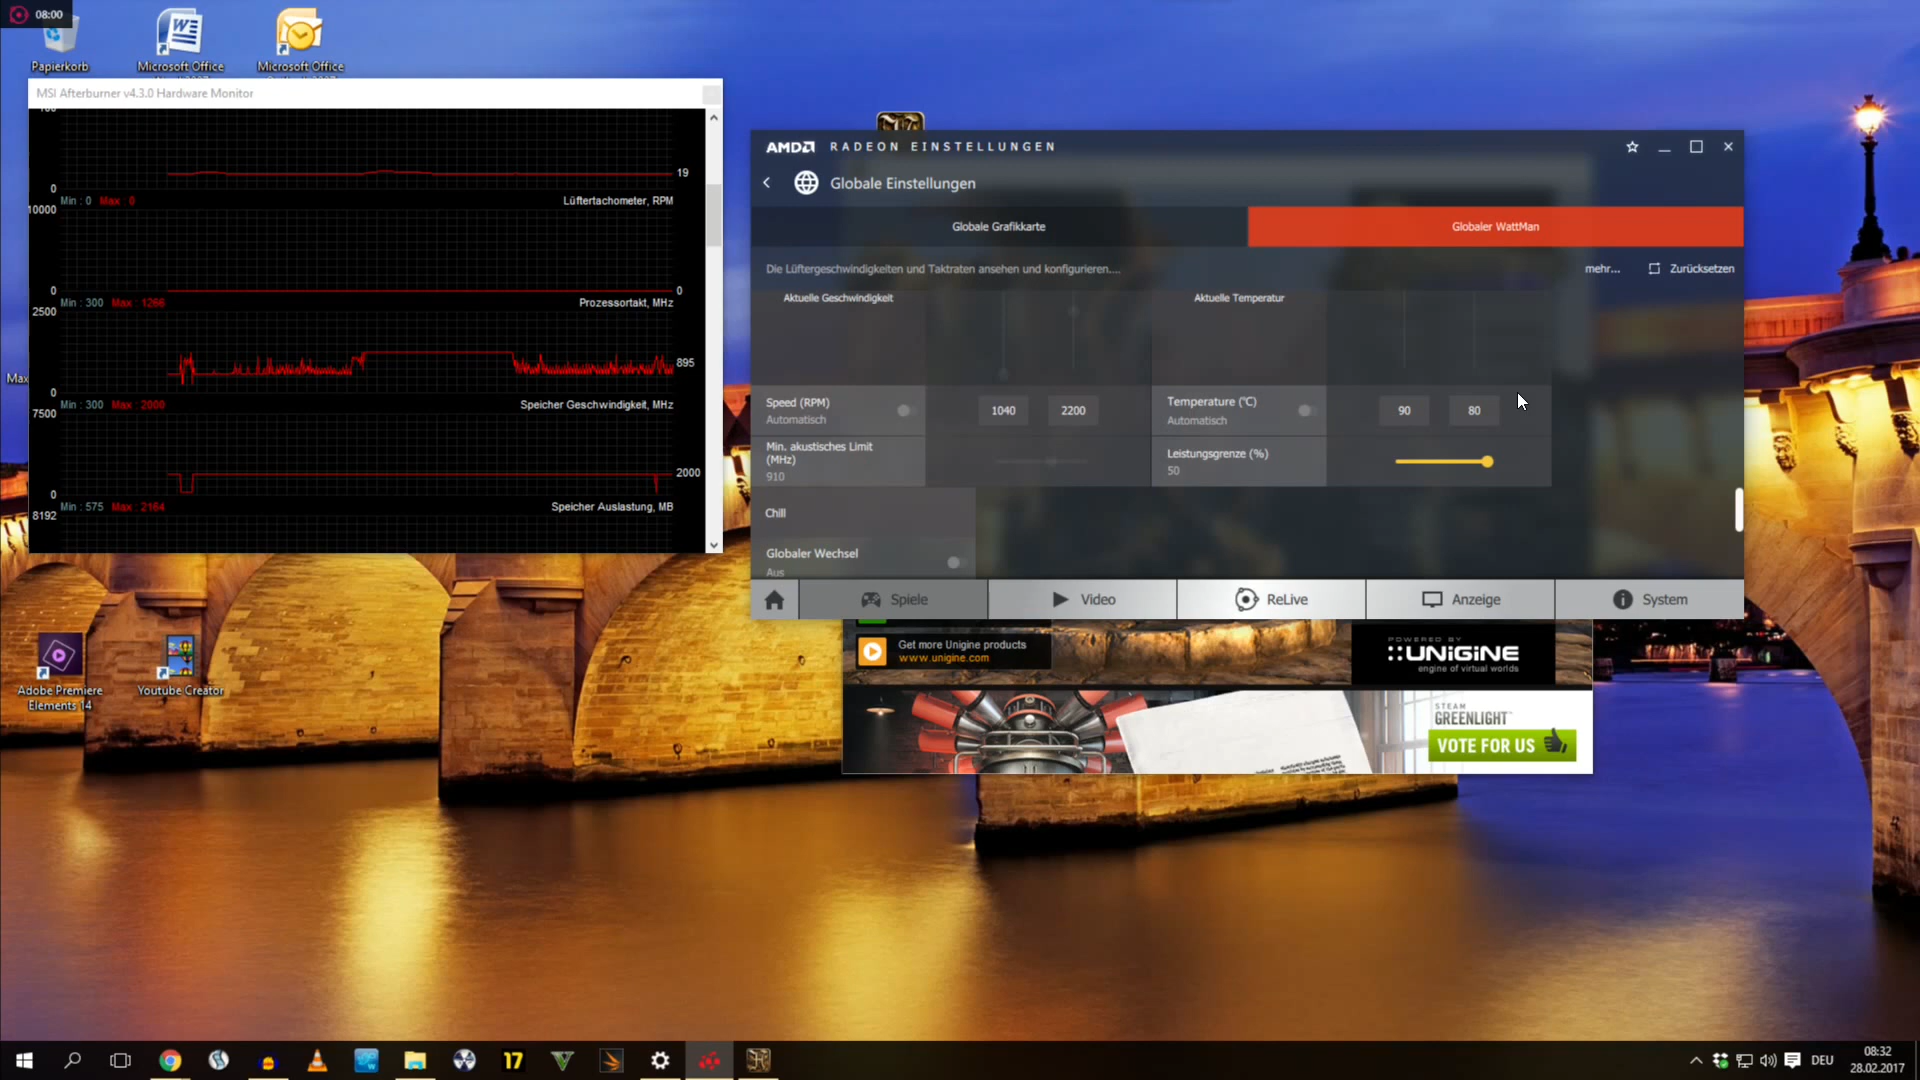 08:00
Papierkorb
Microsoft Office
Microsoft Office
MSI Afterburner v4.3.0 Hardware Monitor
0
19
Min : 0 Max : 0
Lüftertachometer, RPM
10000
0
0
Min : 300 Max : 1266
Prozessortakt, MHz
2500
895
0
Max
Min : 300 Max : 2000
Speicher Geschwindigkeit, MHz
7500
2000
0
Min : 575 Max : 2164
Speicher Auslastung, MB
8192
AMD RADEON EINSTELLUNGEN
Globale Einstellungen
Globale Grafikkarte
Globaler WattMan
Die Lüftergeschwindigkeiten und Taktraten ansehen und konfigurieren....
mehr...
Zurücksetzen
Aktuelle Geschwindigkeit
Aktuelle Temperatur
Speed (RPM)
Automatisch
1040
2200
Temperature (°C)
Automatisch
90
80
Min. akustisches Limit
(MHz)
910
Leistungsgrenze (%)
50
Chill
Globaler Wechsel
Aus
Spiele
Video
ReLive
Anzeige
System
Get more Unigine products
www.unigine.com
POWERED BY
UNIGINE
engine of virtual worlds
STEAM
GREENLIGHT
VOTE FOR US
Adobe Premiere
Elements 14
Youtube Creator
17
DEU
08:32
28.02.2017